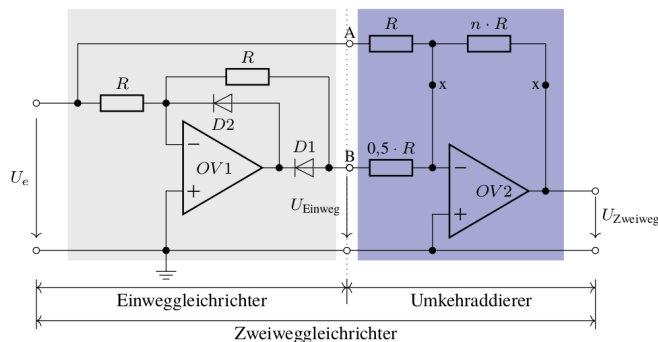 A
R
n · R
R
R
x
x
D2
D1
B
0,5 · R
−
OV1
+
−
OV2
+
U_e
U_Einweg
U_Zweiweg
Einweggleichrichter
Umkehraddierer
Zweiweggleichrichter